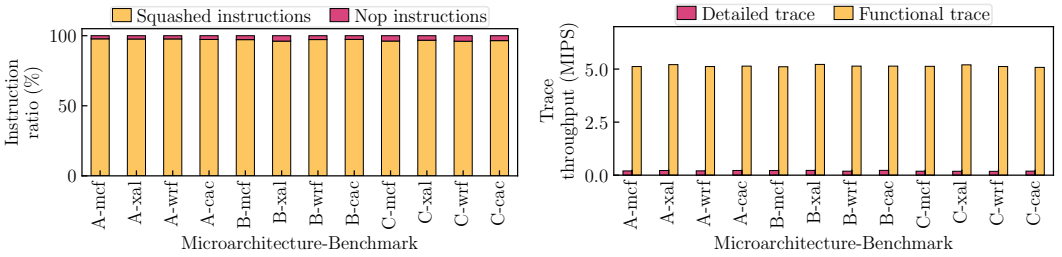 Squashed instructions Nop instructions
Instruction
ratio (%)
100
50
0
A-mcf
A-xal
A-wrf
A-cac
B-mcf
B-xal
B-wrf
B-cac
C-mcf
C-xal
C-wrf
C-cac
Microarchitecture-Benchmark
Detailed trace Functional trace
Trace
throughput (MIPS)
5.0
2.5
0.0
A-mcf
A-xal
A-wrf
A-cac
B-mcf
B-xal
B-wrf
B-cac
C-mcf
C-xal
C-wrf
C-cac
Microarchitecture-Benchmark